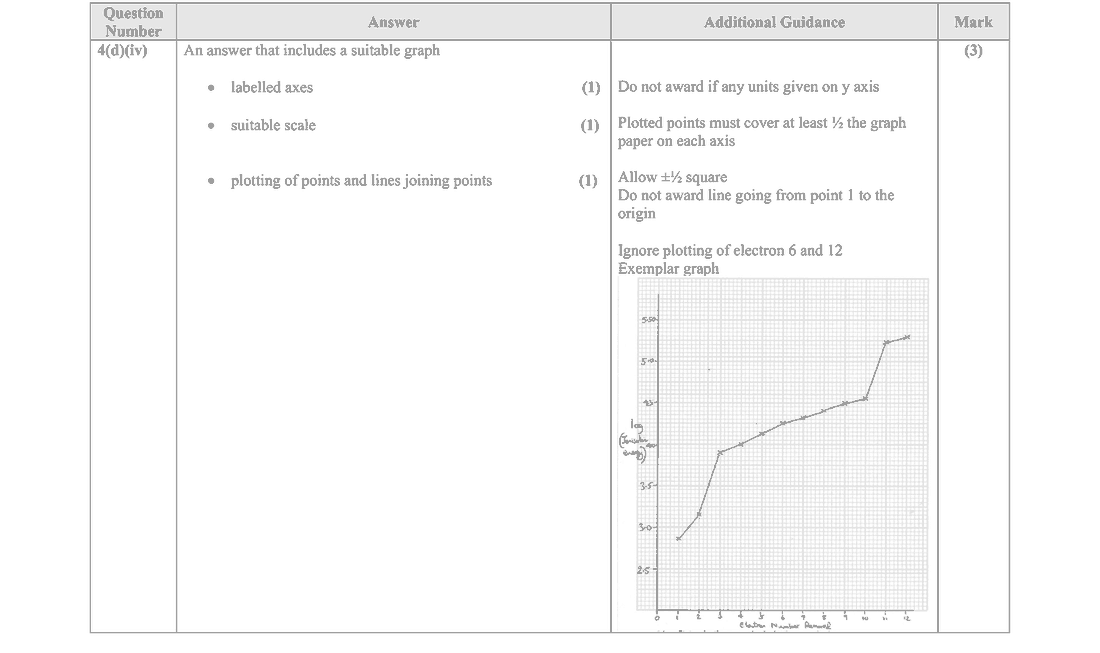 Question Number
Answer
Additional Guidance
Mark
4(d)(iv)
An answer that includes a suitable graph
(3)
• labelled axes (1)
Do not award if any units given on y axis
• suitable scale (1)
Plotted points must cover at least ½ the graph
paper on each axis
• plotting of points and lines joining points (1)
Allow ±½ square
Do not award line going from point 1 to the
origin
Ignore plotting of electron 6 and 12
Exemplar graph
5.50
5.0
4.5
log
(Ionisation
energy)
3.5
3.0
2.5
0 1 2 3 4 5 6 7 8 9 10 11 12
Electron Number Removed